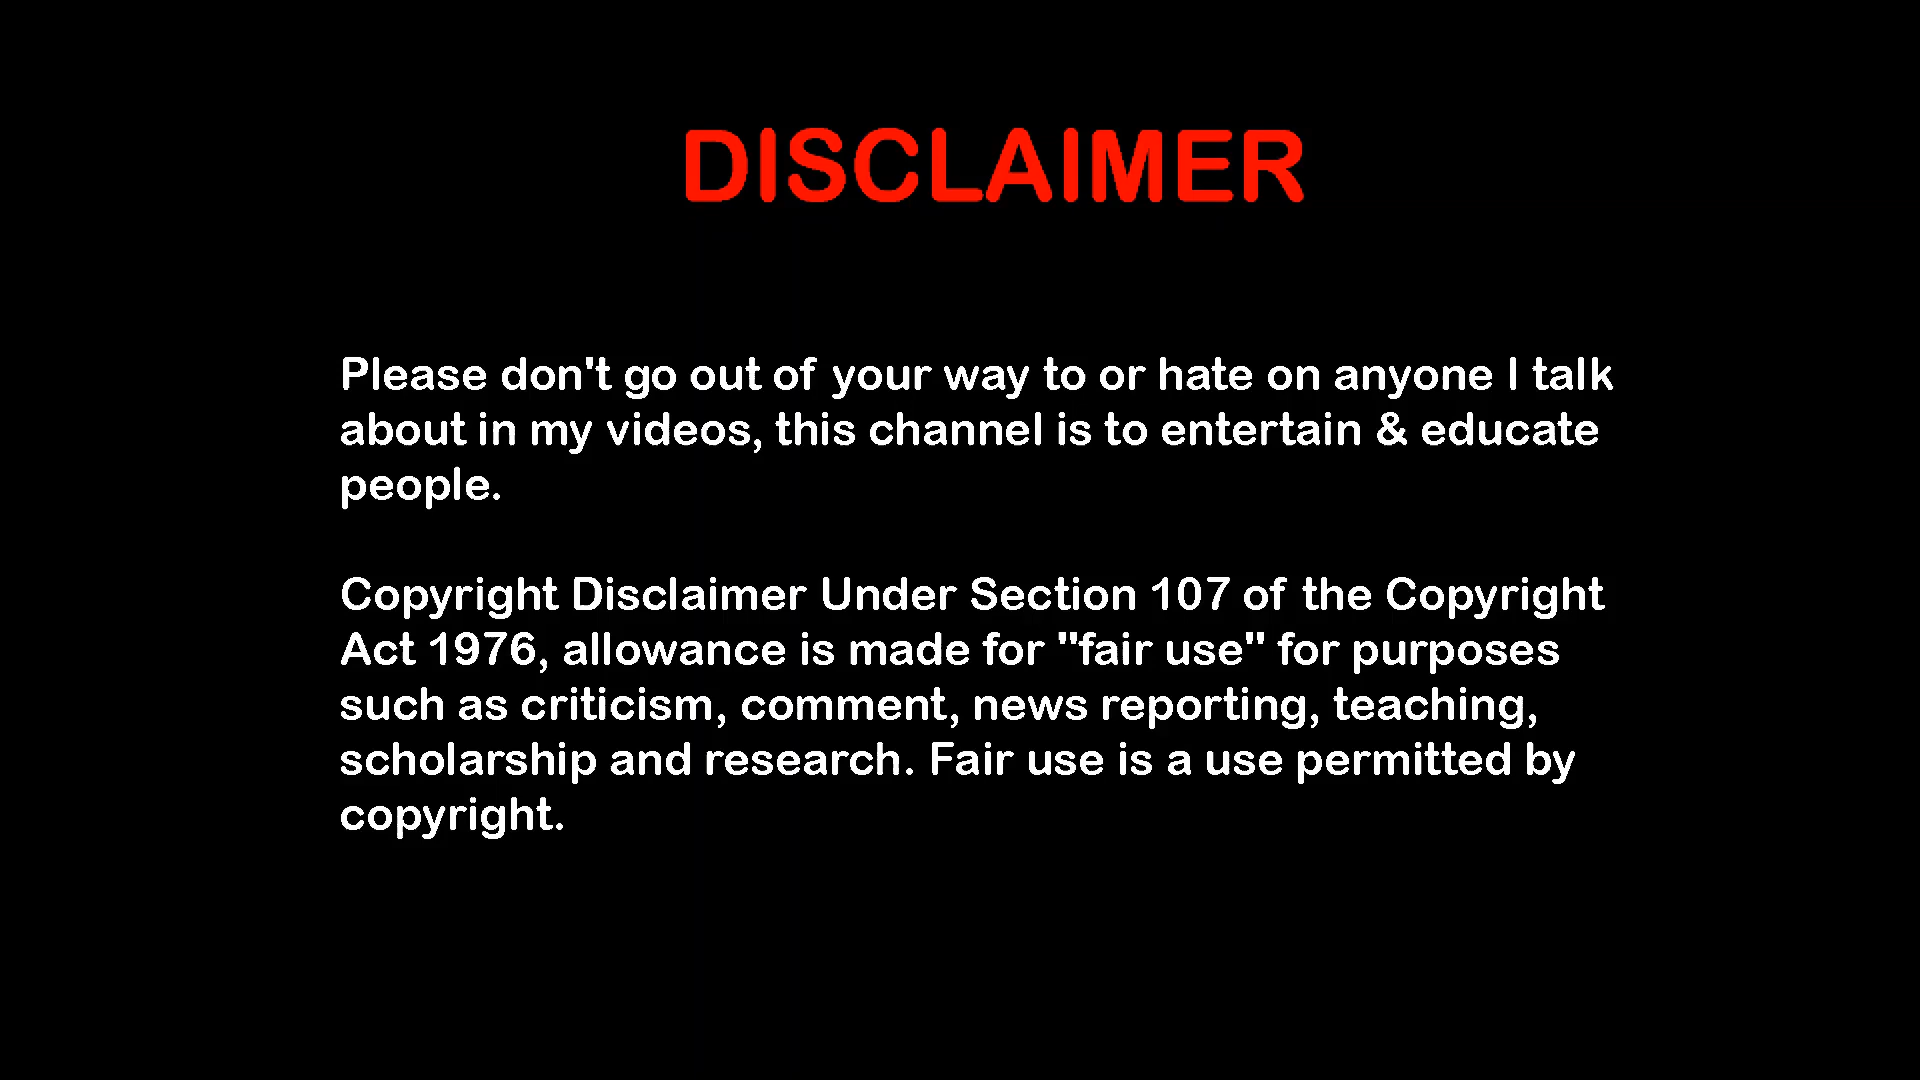 DISCLAIMER
Please don't go out of your way to or hate on anyone I talk
about in my videos, this channel is to entertain & educate
people.
Copyright Disclaimer Under Section 107 of the Copyright
Act 1976, allowance is made for "fair use" for purposes
such as criticism, comment, news reporting, teaching,
scholarship and research. Fair use is a use permitted by
copyright.